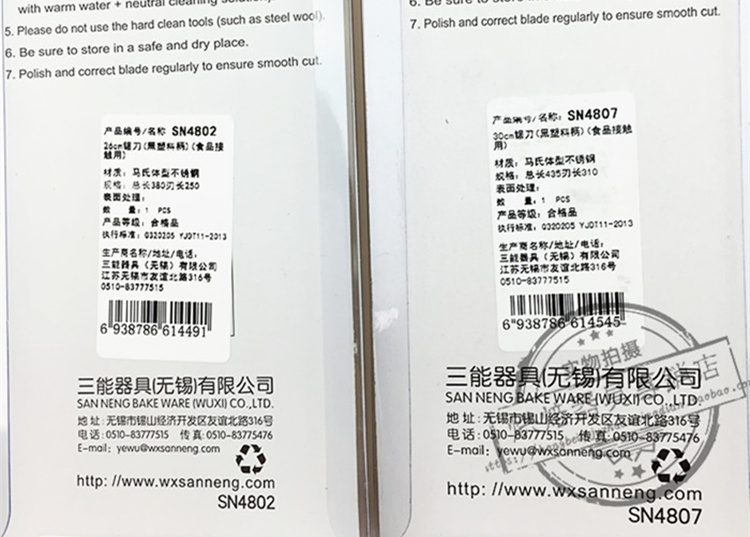 with warm water + neutral cleaning solution.
5. Please do not use the hard clean tools (such as steel wool).
6. Be sure to store in a safe and dry place.
7. Polish and correct blade regularly to ensure smooth cut.
产品编号/名称 SN4802
26cm锯刀(黑塑料柄)(食品接触用)
材质: 马氏体型不锈钢
规格: 总长380刃长250
表面处理:
数 量: 1 PCS
产品等级: 合格品
执行标准: Q320205 YJDT11-2013
生产商名称/地址/电话:
三能器具(无锡)有限公司
江苏无锡市友谊北路316号
0510-83777515
6 938786 614491
三能器具(无锡)有限公司
SAN NENG BAKE WARE (WUXI) CO.,LTD.
地 址: 无锡市锡山经济开发区友谊北路316号
电 话: 0510-83777515 传 真: 0510-83775476
E-mail: yewu@wxsanneng.com
http: //www.wxsanneng.com
SN4802
6. Be sure to store
7. Polish and correct blade regularly to ensure smooth cut.
产品编号/名称: SN4807
30cm锯刀(黑塑料柄)(食品接触用)
材质: 马氏体型不锈钢
规格: 总长435刃长310
表面处理:
数 量: 1 PCS
产品等级: 合格品
执行标准: Q320205 YJDT11-2013
生产商名称/地址/电话:
三能器具(无锡)有限公司
江苏无锡市友谊北路316号
0510-83777515
6 938786 614545
实物拍摄
三能器具(无锡)有限公司
SAN NENG BAKE WARE (WUXI) CO.,LTD.
地 址: 无锡市锡山经济开发区友谊北路316号
电 话: 0510-83777515 传 真: 0510-83775476
E-mail: yewu@wxsanneng.com
http: //www.wxsanneng.com
SN4807